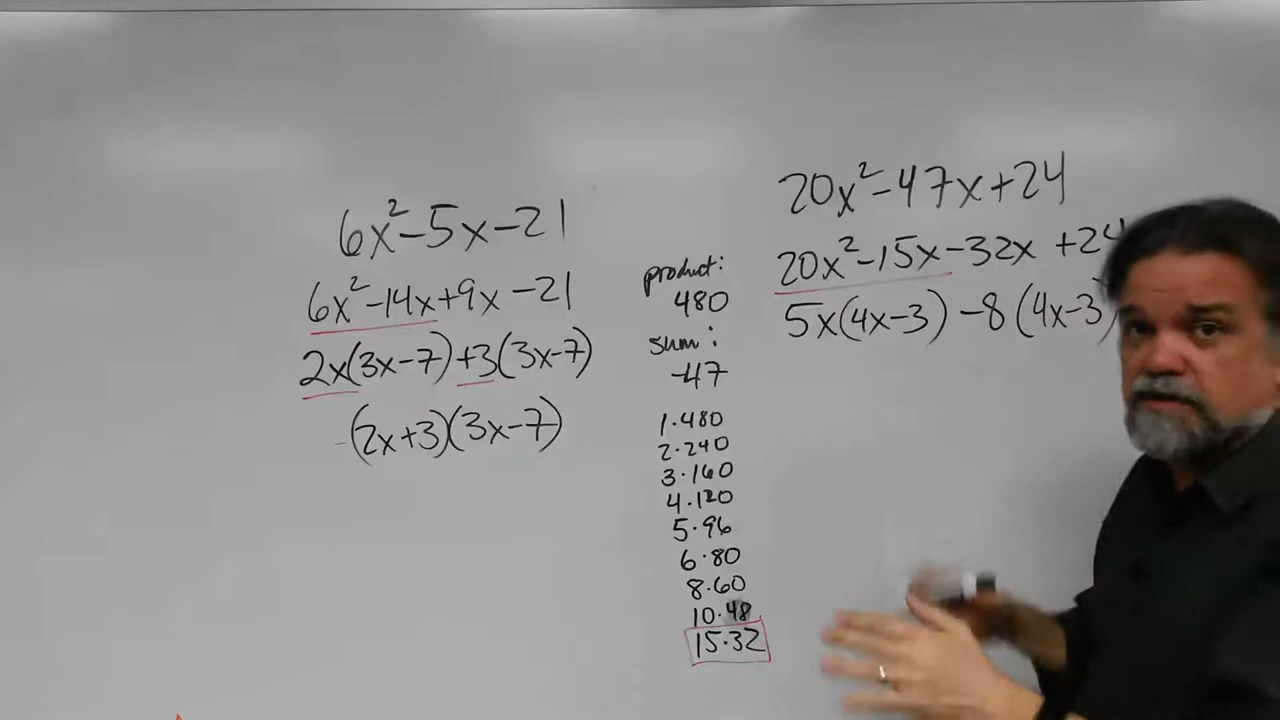 6x²-5x-21
6x²-14x+9x-21
2x(3x-7)+3(3x-7)
(2x+3)(3x-7)
product:
480
sum:
-47
1·480
2·240
3·160
4·120
5·96
6·80
8·60
10·48
15·32
20x²-47x+24
20x²-15x-32x +24
5x(4x-3) -8(4x-3)